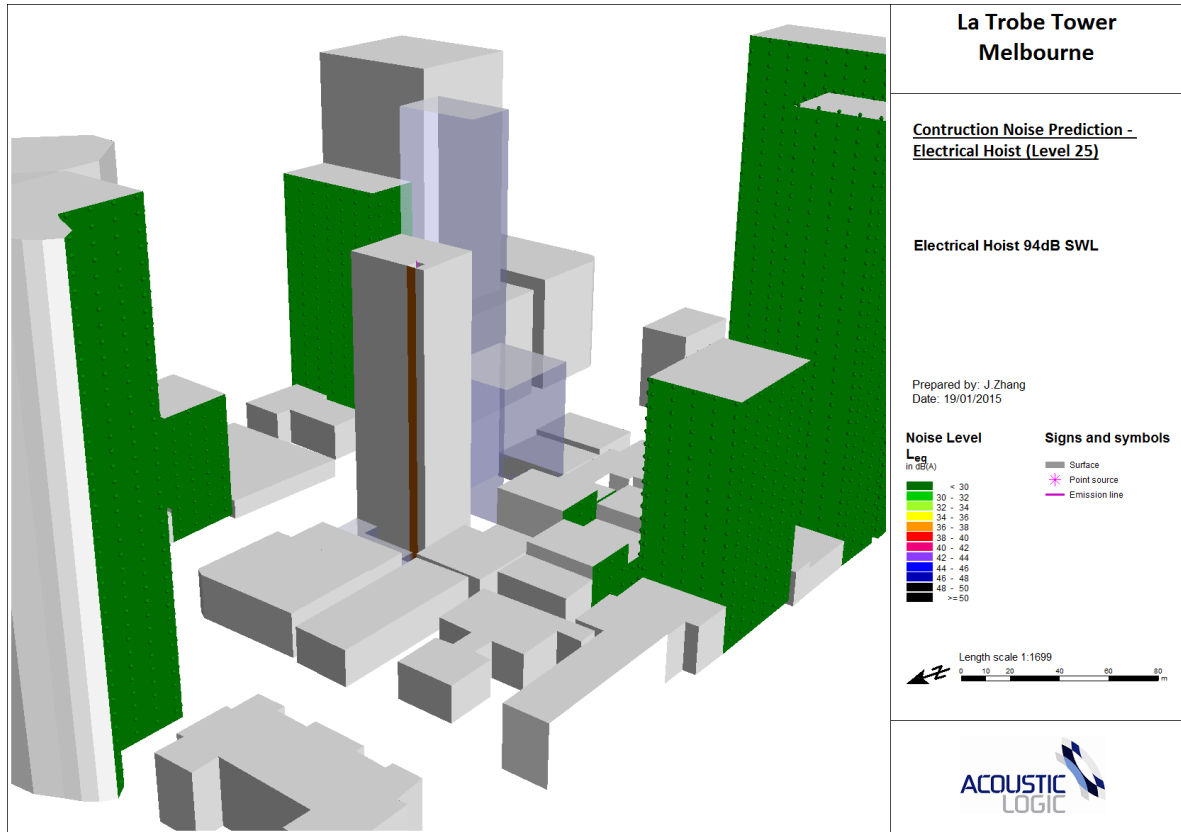 La Trobe Tower
Melbourne
Contruction Noise Prediction -
Electrical Hoist (Level 25)
Electrical Hoist 94dB SWL
Prepared by: J.Zhang
Date: 19/01/2015
Noise Level
Leq
in dB(A)
< 30
30 - 32
32 - 34
34 - 36
36 - 38
38 - 40
40 - 42
42 - 44
44 - 46
46 - 48
48 - 50
>= 50
Signs and symbols
Surface
Point source
Emission line
Length scale 1:1699
0 10 20 40 60 80
m
ACOUSTIC
LOGIC